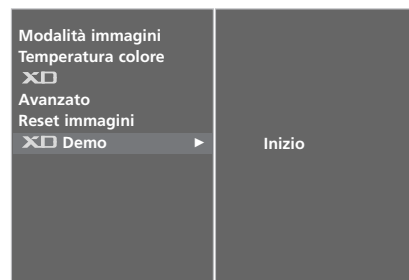 Modalità immagini
Temperatura colore
XD
Avanzato
Reset immagini
XD Demo ►
Inizio